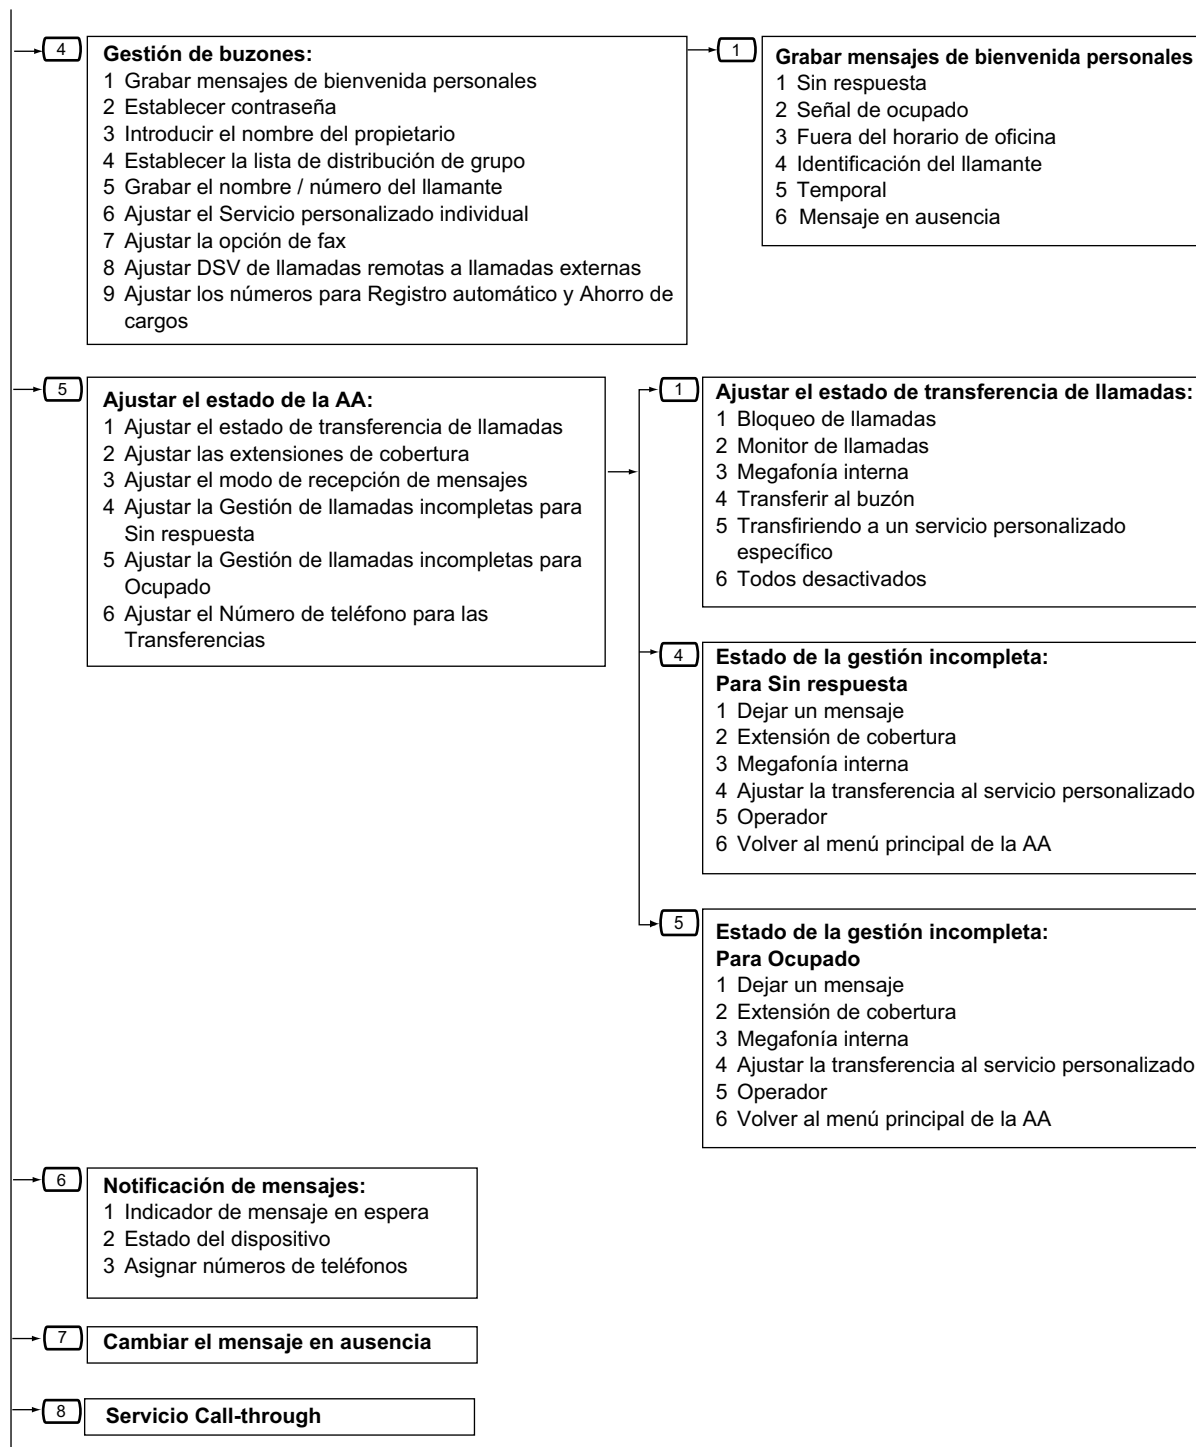 4
Gestión de buzones:
1 Grabar mensajes de bienvenida personales
2 Establecer contraseña
3 Introducir el nombre del propietario
4 Establecer la lista de distribución de grupo
5 Grabar el nombre / número del llamante
6 Ajustar el Servicio personalizado individual
7 Ajustar la opción de fax
8 Ajustar DSV de llamadas remotas a llamadas externas
9 Ajustar los números para Registro automático y Ahorro de
cargos
1
Grabar mensajes de bienvenida personales
1 Sin respuesta
2 Señal de ocupado
3 Fuera del horario de oficina
4 Identificación del llamante
5 Temporal
6 Mensaje en ausencia
5
Ajustar el estado de la AA:
1 Ajustar el estado de transferencia de llamadas
2 Ajustar las extensiones de cobertura
3 Ajustar el modo de recepción de mensajes
4 Ajustar la Gestión de llamadas incompletas para
Sin respuesta
5 Ajustar la Gestión de llamadas incompletas para
Ocupado
6 Ajustar el Número de teléfono para las
Transferencias
1
Ajustar el estado de transferencia de llamadas:
1 Bloqueo de llamadas
2 Monitor de llamadas
3 Megafonía interna
4 Transferir al buzón
5 Transfiriendo a un servicio personalizado
específico
6 Todos desactivados
4
Estado de la gestión incompleta:
Para Sin respuesta
1 Dejar un mensaje
2 Extensión de cobertura
3 Megafonía interna
4 Ajustar la transferencia al servicio personalizado
5 Operador
6 Volver al menú principal de la AA
5
Estado de la gestión incompleta:
Para Ocupado
1 Dejar un mensaje
2 Extensión de cobertura
3 Megafonía interna
4 Ajustar la transferencia al servicio personalizado
5 Operador
6 Volver al menú principal de la AA
6
Notificación de mensajes:
1 Indicador de mensaje en espera
2 Estado del dispositivo
3 Asignar números de teléfonos
7
Cambiar el mensaje en ausencia
8
Servicio Call-through